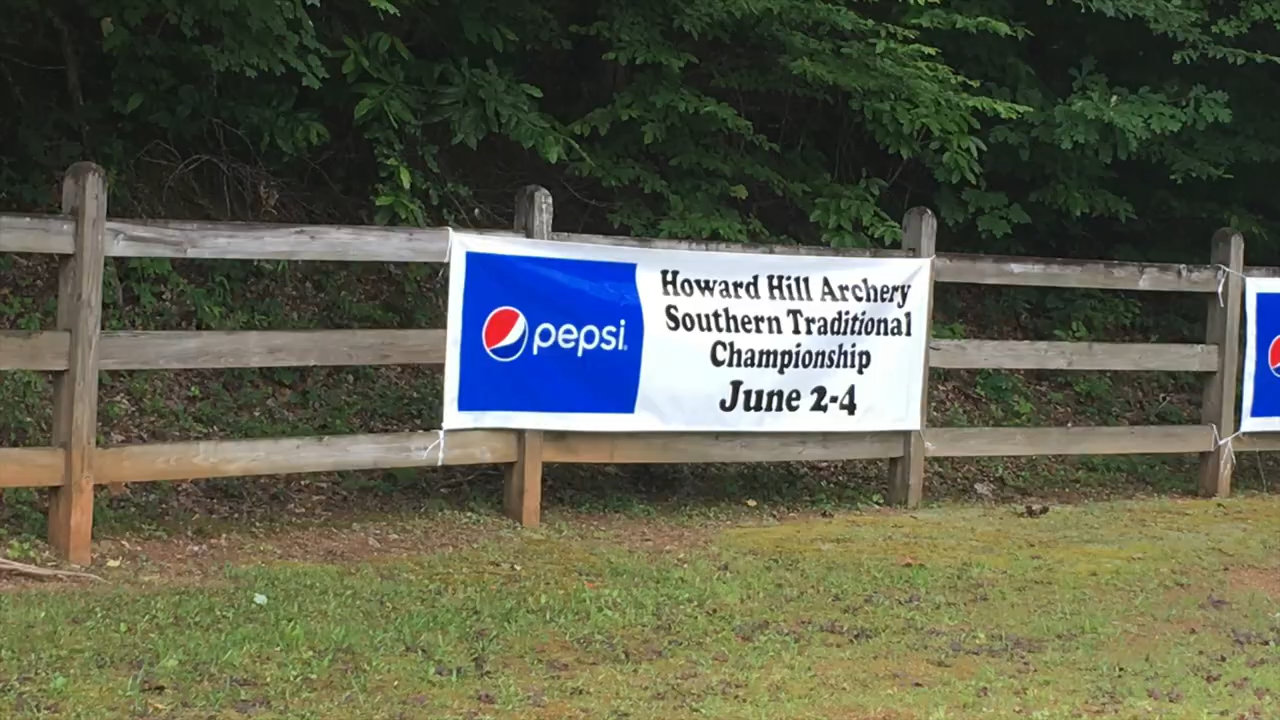 pepsi
Howard Hill Archery
Southern Traditional
Championship
June 2-4